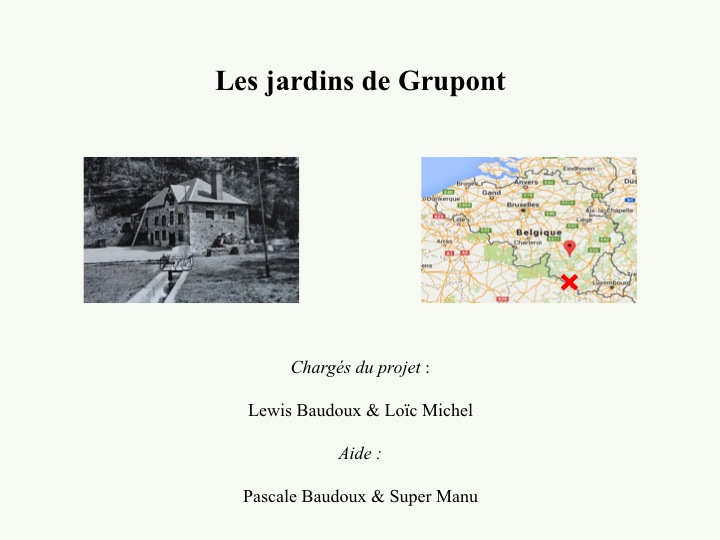 Les jardins de Grupont
Eindhoven
Bruges
Anvers
Gand
Dunkerque
Bruxelles
Lille
Aix-la-Chapelle
Liège
Belgique
Arras
Charleroi
Luxembourg
Chargés du projet :
Lewis Baudoux & Loïc Michel
Aide :
Pascale Baudoux & Super Manu